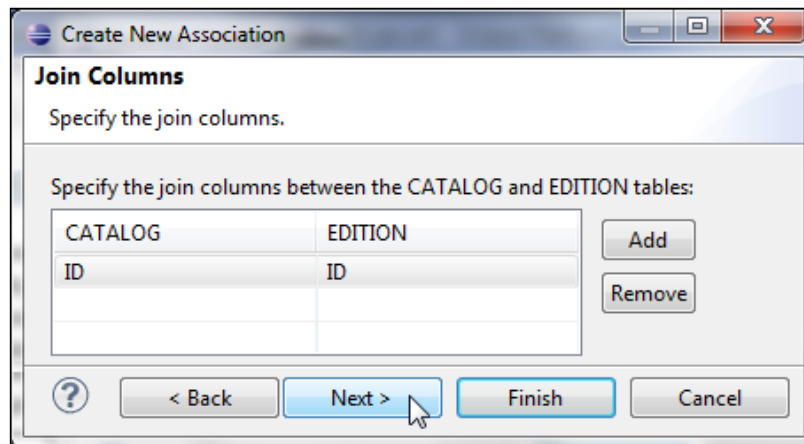 Create New Association
Join Columns
Specify the join columns.
Specify the join columns between the CATALOG and EDITION tables:
CATALOG EDITION
Add
ID ID
Remove
? < Back Next > Finish Cancel